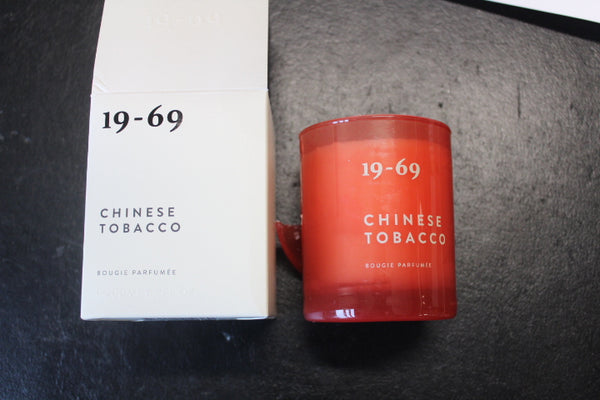 19-69
CHINESE
TOBACCO
BOUGIE PARFUMÉE
19-69
CHINESE
TOBACCO
BOUGIE PARFUMÉE